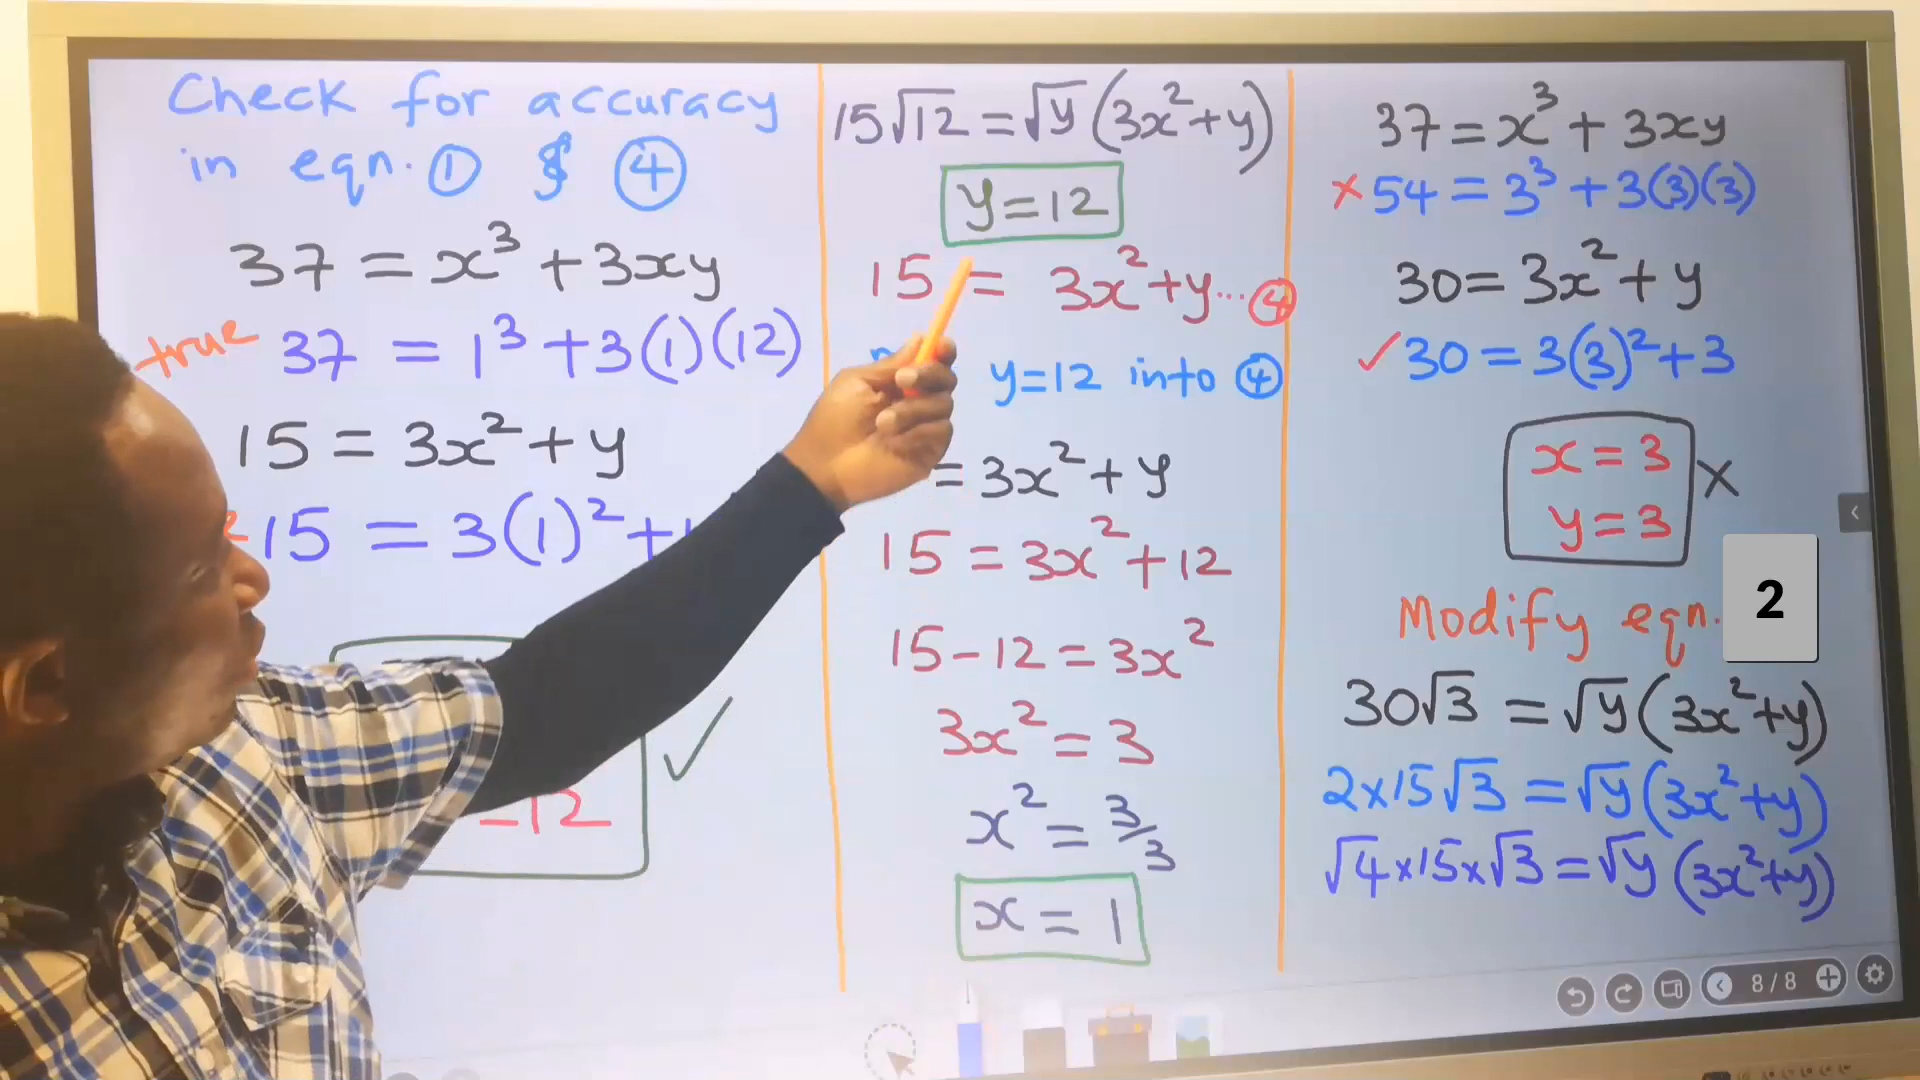 Check for accuracy
in eqn. ① & ④
37 = x³ + 3xy
true 37 = 1³ + 3(1)(12)
15 = 3x² + y
15 = 3(1)² +
=12
15√12 = √y (3x² + y)
y = 12
15 = 3x² + y ... ④
y=12 into ④
= 3x² + y
15 = 3x² + 12
15 - 12 = 3x²
3x² = 3
x² = 3/3
x = 1
37 = x³ + 3xy
× 54 = 3³ + 3(3)(3)
30 = 3x² + y
✓ 30 = 3(3)² + 3
x = 3
y = 3 ×
Modify eqn. 2
30√3 = √y (3x² + y)
2×15√3 = √y (3x² + y)
√4×15×√3 = √y (3x² + y)
8/8